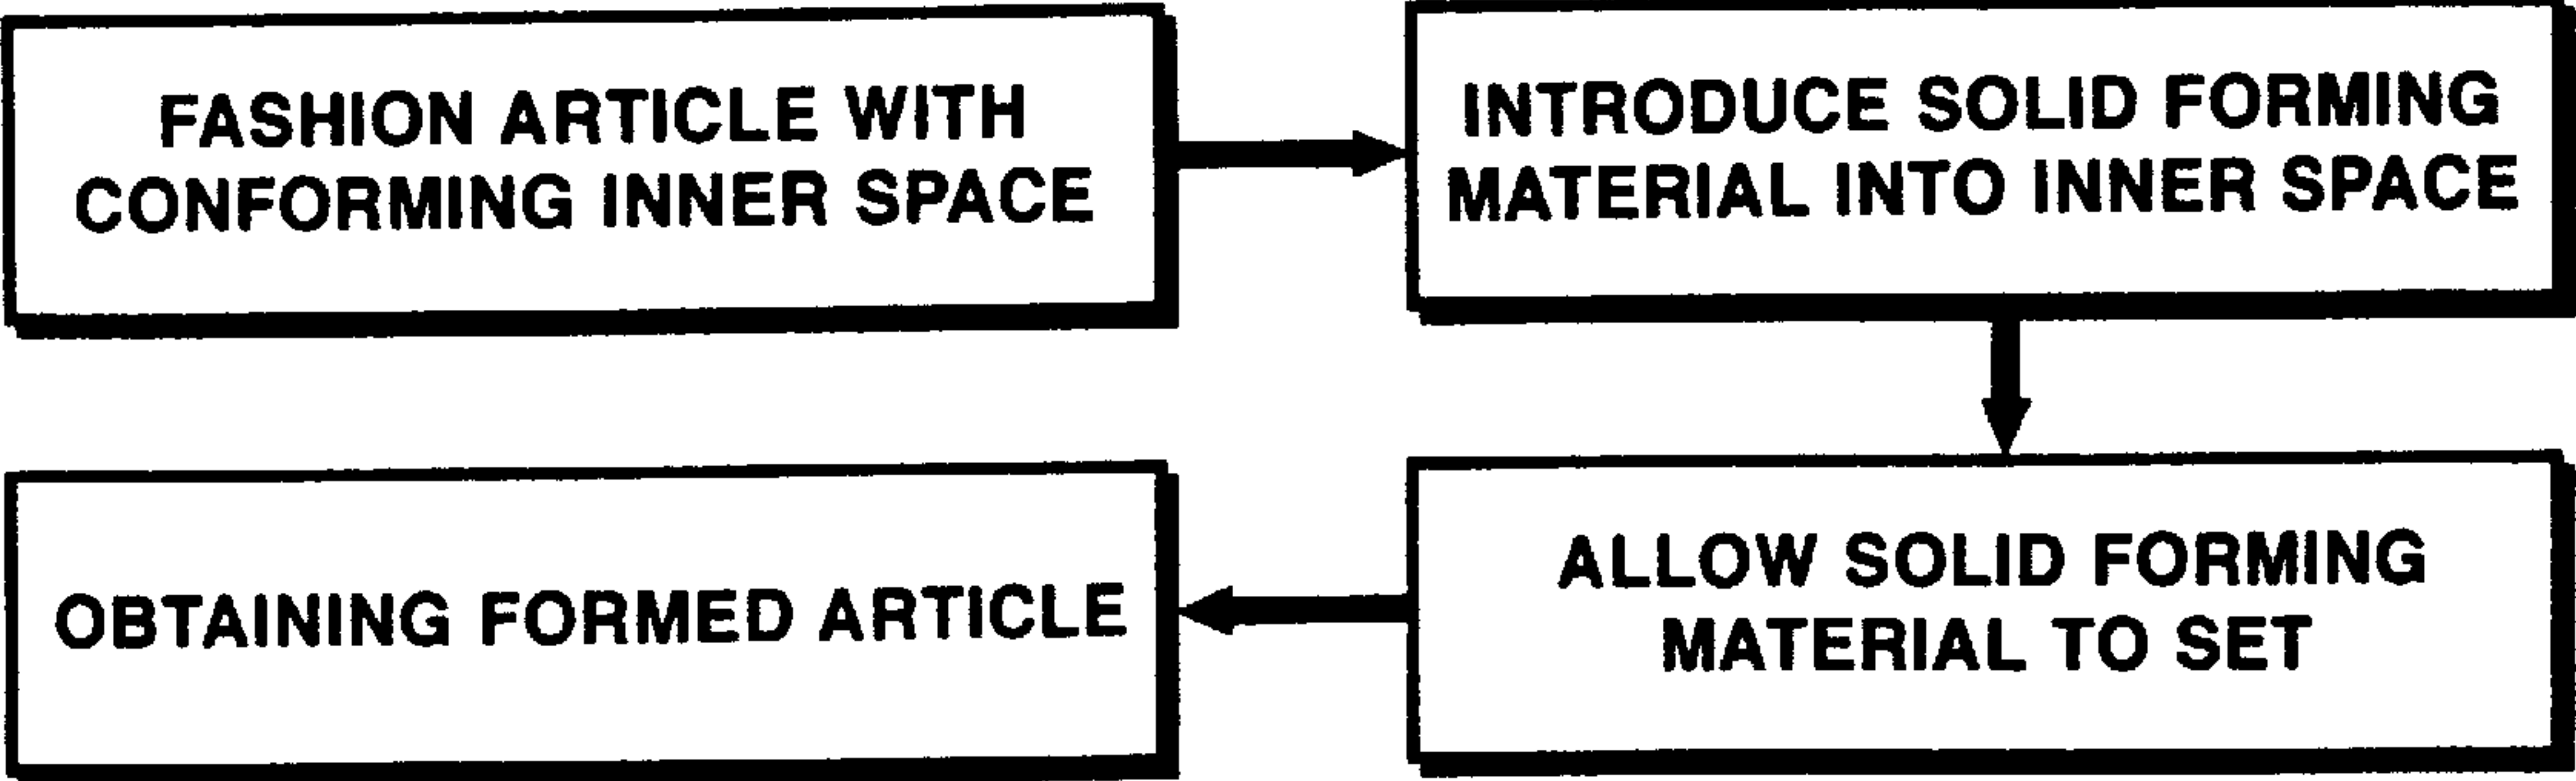 FASHION ARTICLE WITH
CONFORMING INNER SPACE
INTRODUCE SOLID FORMING
MATERIAL INTO INNER SPACE
ALLOW SOLID FORMING
MATERIAL TO SET
OBTAINING FORMED ARTICLE